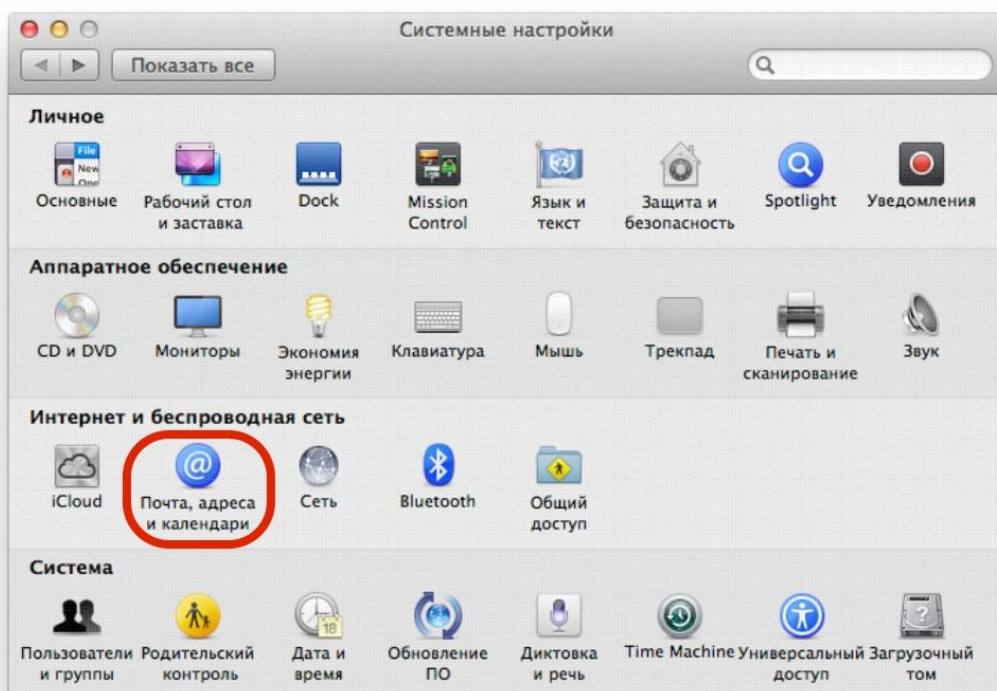 Системные настройки
Показать все
Личное
File
New
One
Основные
Рабочий стол
и заставка
Dock
Mission
Control
Язык и
текст
Защита и
безопасность
Spotlight
Уведомления
Аппаратное обеспечение
CD и DVD
Мониторы
Экономия
энергии
Клавиатура
Мышь
Трекпад
Печать и
сканирование
Звук
Интернет и беспроводная сеть
iCloud
@
Почта, адреса
и календари
Сеть
Bluetooth
Общий
доступ
Система
Пользователи
и группы
Родительский
контроль
18
Дата и
время
Обновление
ПО
Диктовка
и речь
Time Machine
Универсальный
доступ
?
Загрузочный
том